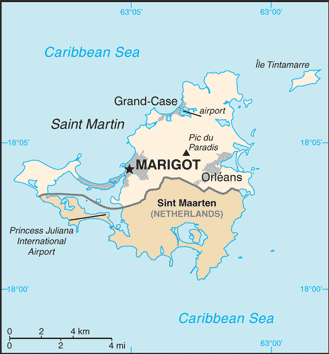 63°05'
63°00'
Caribbean Sea
Île Tintamarre
Grand-Case
airport
Saint Martin
18°05'
18°05'
Pic du
Paradis
MARIGOT
Orléans
Sint Maarten
(NETHERLANDS)
Princess Juliana
International
Airport
18°00'
18°00'
Caribbean Sea
0 2 4 km
0 2 4 mi
63°05'
63°00'